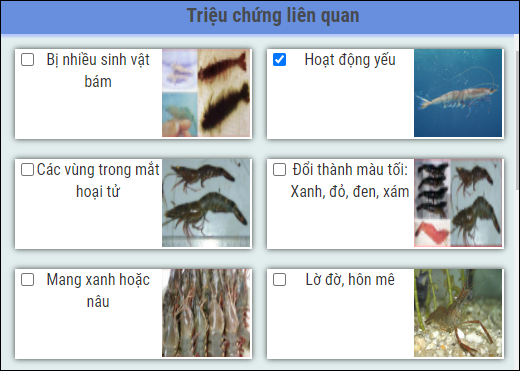 Triệu chứng liên quan
Bị nhiều sinh vật
bám
Hoạt động yếu
Các vùng trong mắt
hoại tử
Đổi thành màu tối:
Xanh, đỏ, đen, xám
Mang xanh hoặc
nâu
Lờ đờ, hôn mê